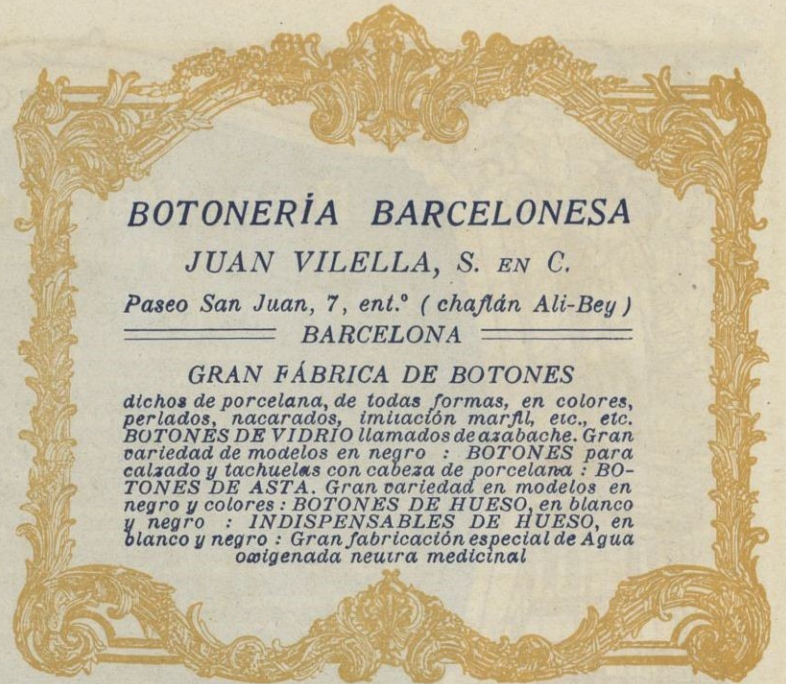 BOTONERÍA BARCELONESA
JUAN VILELLA, S. EN C.
Paseo San Juan, 7, ent.º ( chaflán Ali-Bey )
BARCELONA
GRAN FÁBRICA DE BOTONES
dichos de porcelana, de todas formas, en colores,
perlados, nacarados, imitación marfil, etc., etc.
BOTONES DE VIDRIO llamados de azabache. Gran
variedad de modelos en negro : BOTONES para
calzado y tachuelas con cabeza de porcelana : BO-
TONES DE ASTA. Gran variedad en modelos en
negro y colores : BOTONES DE HUESO, en blanco
y negro : INDISPENSABLES DE HUESO, en
blanco y negro : Gran fabricación especial de Agua
oxigenada neutra medicinal